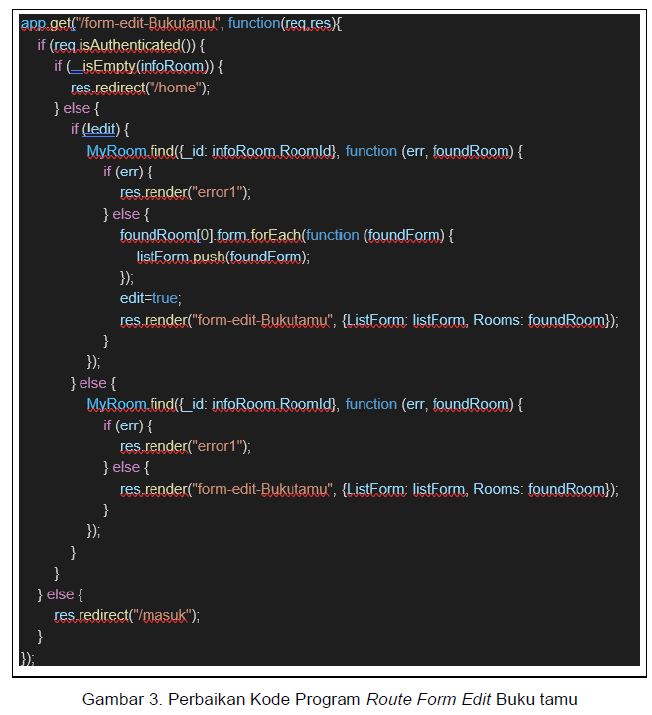 app.get("/form-edit-Bukutamu", function(req,res){
if (req.isAuthenticated()) {
if (__isEmpty(infoRoom)) {
res.redirect("/home");
} else {
if (!edit) {
MyRoom.find({_id: infoRoom.RoomId}, function (err, foundRoom) {
if (err) {
res.render("error1");
} else {
foundRoom[0].form.forEach(function (foundForm) {
listForm.push(foundForm);
});
edit=true;
res.render("form-edit-Bukutamu", {ListForm: listForm, Rooms: foundRoom});
}
});
} else {
MyRoom.find({_id: infoRoom.RoomId}, function (err, foundRoom) {
if (err) {
res.render("error1");
} else {
res.render("form-edit-Bukutamu", {ListForm: listForm, Rooms: foundRoom});
}
});
}
}
} else {
res.redirect("/masuk");
}
});
Gambar 3. Perbaikan Kode Program Route Form Edit Buku tamu